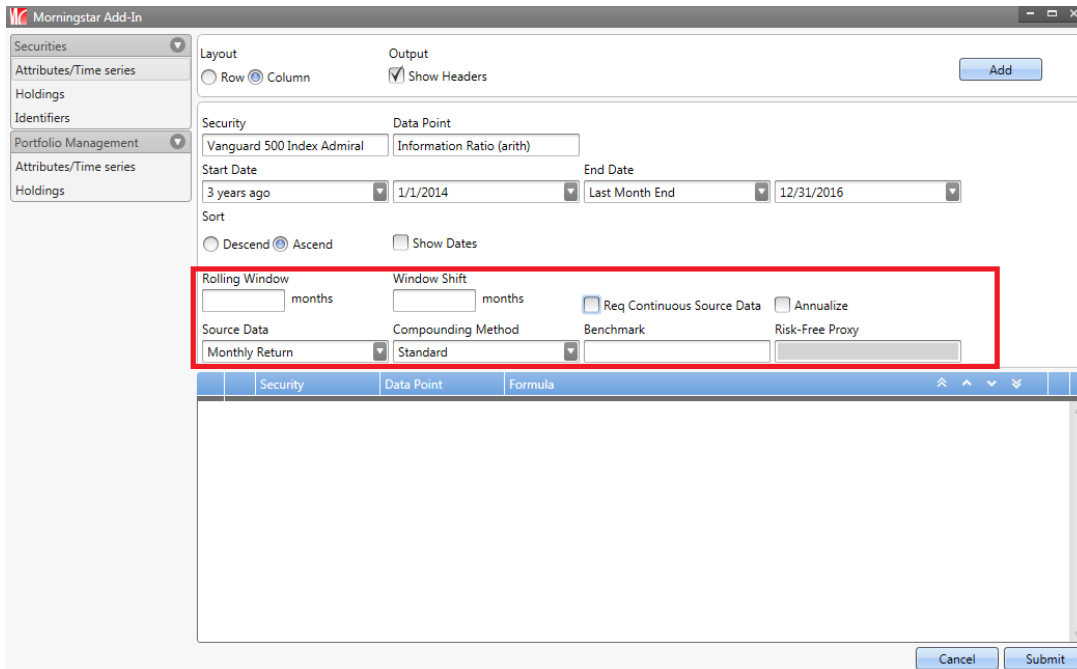 Morningstar Add-In
Securities
Attributes/Time series
Holdings
Identifiers
Portfolio Management
Attributes/Time series
Holdings
Layout Output
Row Column Show Headers Add
Security Data Point
Vanguard 500 Index Admiral Information Ratio (arith)
Start Date End Date
3 years ago 1/1/2014 Last Month End 12/31/2016
Sort
Descend Ascend Show Dates
Rolling Window Window Shift
months months Req Continuous Source Data Annualize
Source Data Compounding Method Benchmark Risk-Free Proxy
Monthly Return Standard
Security Data Point Formula
Cancel Submit